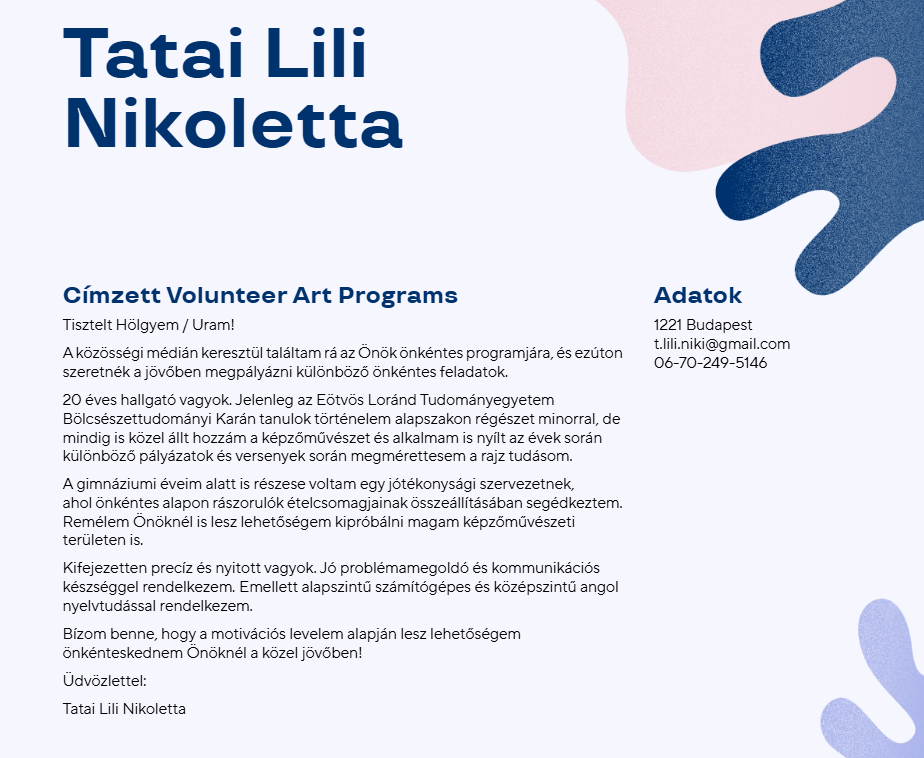 Tatai Lili
Nikoletta
Címzett Volunteer Art Programs
Tisztelt Hölgyem / Uram!
A közösségi médián keresztül találtam rá az Önök önkéntes programjára, és ezúton
szeretnék a jövőben megpályázni különböző önkéntes feladatok.
20 éves hallgató vagyok. Jelenleg az Eötvös Loránd Tudományegyetem
Bölcsészettudományi Karán tanulok történelem alapszakon régészet minorral, de
mindig is közel állt hozzám a képzőművészet és alkalmam is nyílt az évek során
különböző pályázatok és versenyek során megmérettesem a rajz tudásom.
A gimnáziumi éveim alatt is részese voltam egy jótékonysági szervezetnek,
ahol önkéntes alapon rászorulók ételcsomagjainak összeállításában segédkeztem.
Remélem Önöknél is lesz lehetőségem kipróbálni magam képzőművészeti
területen is.
Kifejezetten precíz és nyitott vagyok. Jó problémamegoldó és kommunikációs
készséggel rendelkezem. Emellett alapszintű számítógépes és középszintű angol
nyelvtudással rendelkezem.
Bízom benne, hogy a motivációs levelem alapján lesz lehetőségem
önkénteskednem Önöknél a közel jövőben!
Üdvözlettel:
Tatai Lili Nikoletta
Adatok
1221 Budapest
t.lili.niki@gmail.com
06-70-249-5146